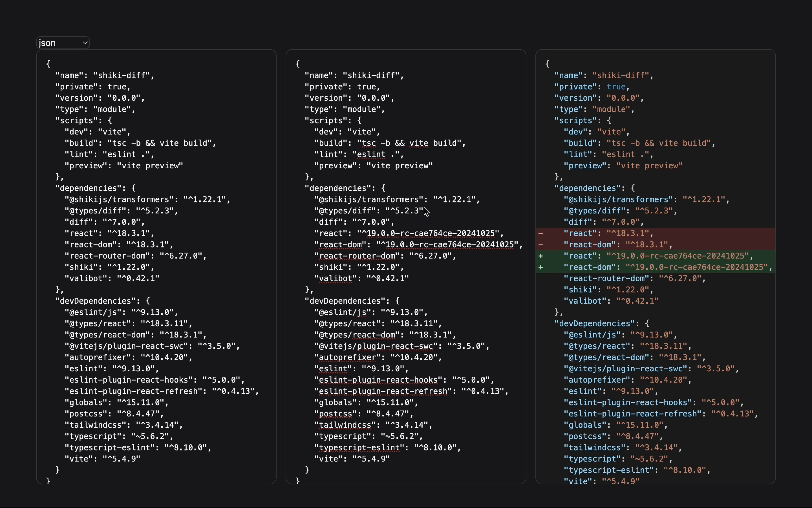 json
{
"name": "shiki-diff",
"private": true,
"version": "0.0.0",
"type": "module",
"scripts": {
"dev": "vite",
"build": "tsc -b && vite build",
"lint": "eslint .",
"preview": "vite preview"
},
"dependencies": {
"@shikijs/transformers": "^1.22.1",
"@types/diff": "^5.2.3",
"diff": "^7.0.0",
"react": "^18.3.1",
"react-dom": "^18.3.1",
"react-router-dom": "^6.27.0",
"shiki": "^1.22.0",
"valibot": "^0.42.1"
},
"devDependencies": {
"@eslint/js": "^9.13.0",
"@types/react": "^18.3.11",
"@types/react-dom": "^18.3.1",
"@vitejs/plugin-react-swc": "^3.5.0",
"autoprefixer": "^10.4.20",
"eslint": "^9.13.0",
"eslint-plugin-react-hooks": "^5.0.0",
"eslint-plugin-react-refresh": "^0.4.13",
"globals": "^15.11.0",
"postcss": "^8.4.47",
"tailwindcss": "^3.4.14",
"typescript": "~5.6.2",
"typescript-eslint": "^8.10.0",
"vite": "^5.4.9"
}
}
{
"name": "shiki-diff",
"private": true,
"version": "0.0.0",
"type": "module",
"scripts": {
"dev": "vite",
"build": "tsc -b && vite build",
"lint": "eslint .",
"preview": "vite preview"
},
"dependencies": {
"@shikijs/transformers": "^1.22.1",
"@types/diff": "^5.2.3"
"diff": "^7.0.0",
"react": "^19.0.0-rc-cae764ce-20241025",
"react-dom": "^19.0.0-rc-cae764ce-20241025",
"react-router-dom": "^6.27.0",
"shiki": "^1.22.0",
"valibot": "^0.42.1"
},
"devDependencies": {
"@eslint/js": "^9.13.0",
"@types/react": "^18.3.11",
"@types/react-dom": "^18.3.1",
"@vitejs/plugin-react-swc": "^3.5.0",
"autoprefixer": "^10.4.20",
"eslint": "^9.13.0",
"eslint-plugin-react-hooks": "^5.0.0",
"eslint-plugin-react-refresh": "^0.4.13",
"globals": "^15.11.0",
"postcss": "^8.4.47",
"tailwindcss": "^3.4.14",
"typescript": "~5.6.2",
"typescript-eslint": "^8.10.0",
"vite": "^5.4.9"
}
}
{
"name": "shiki-diff",
"private": true,
"version": "0.0.0",
"type": "module",
"scripts": {
"dev": "vite",
"build": "tsc -b && vite build",
"lint": "eslint .",
"preview": "vite preview"
},
"dependencies": {
"@shikijs/transformers": "^1.22.1",
"@types/diff": "^5.2.3",
"diff": "^7.0.0",
- "react": "^18.3.1",
- "react-dom": "^18.3.1",
+ "react": "^19.0.0-rc-cae764ce-20241025",
+ "react-dom": "^19.0.0-rc-cae764ce-20241025",
"react-router-dom": "^6.27.0",
"shiki": "^1.22.0",
"valibot": "^0.42.1"
},
"devDependencies": {
"@eslint/js": "^9.13.0",
"@types/react": "^18.3.11",
"@types/react-dom": "^18.3.1",
"@vitejs/plugin-react-swc": "^3.5.0",
"autoprefixer": "^10.4.20",
"eslint": "^9.13.0",
"eslint-plugin-react-hooks": "^5.0.0",
"eslint-plugin-react-refresh": "^0.4.13",
"globals": "^15.11.0",
"postcss": "^8.4.47",
"tailwindcss": "^3.4.14",
"typescript": "~5.6.2",
"typescript-eslint": "^8.10.0",
"vite": "^5.4.9"